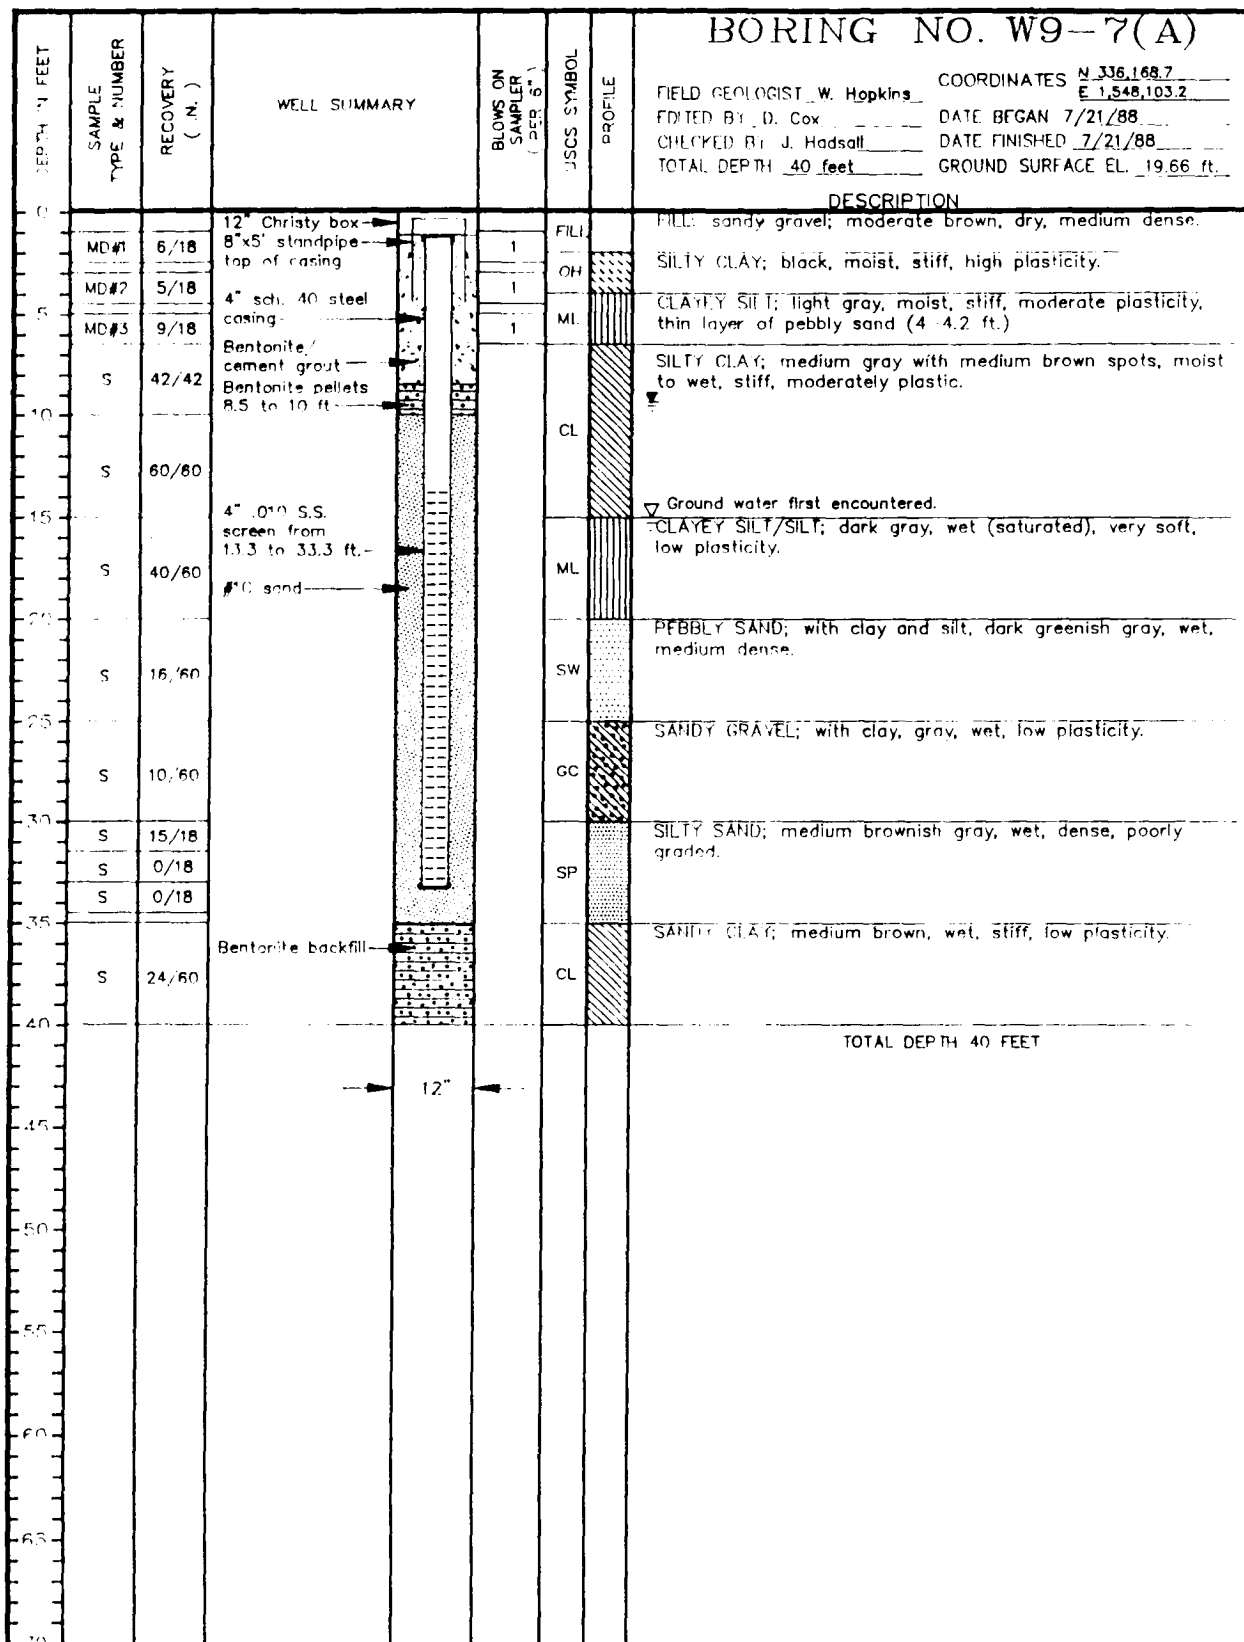 BORING NO. W9-7(A)
DEPTH IN FEET
SAMPLE TYPE & NUMBER
RECOVERY ( IN. )
WELL SUMMARY
BLOWS ON SAMPLER ( PER 6" )
USCS SYMBOL
PROFILE
FIELD GEOLOGIST W. Hopkins
EDITED BY D. Cox
CHECKED BY J. Hadsall
TOTAL DEPTH 40 feet
COORDINATES N 336,168.7
E 1,548,103.2
DATE BEGAN 7/21/88
DATE FINISHED 7/21/88
GROUND SURFACE EL. 19.66 ft.
DESCRIPTION
0
12" Christy box
8"x5' standpipe
top of casing
FILL
FILL: sandy gravel; moderate brown, dry, medium dense.
MD#1 6/18 1
OH
SILTY CLAY; black, moist, stiff, high plasticity.
MD#2 5/18 1
4" sch. 40 steel
casing
5
ML
CLAYEY SILT; light gray, moist, stiff, moderate plasticity,
thin layer of pebbly sand (4 4.2 ft.)
MD#3 9/18 1
Bentonite/
cement grout
SILTY CLAY; medium gray with medium brown spots, moist
to wet, stiff, moderately plastic.
S 42/42
Bentonite pellets
8.5 to 10 ft
10
CL
S 60/60
Ground water first encountered.
15
4" .010 S.S.
screen from
13.3 to 33.3 ft.
CLAYEY SILT/SILT; dark gray, wet (saturated), very soft,
low plasticity.
S 40/60
ML
#10 sand
20
PEBBLY SAND; with clay and silt, dark greenish gray, wet,
medium dense.
S 16/60
SW
25
SANDY GRAVEL; with clay, gray, wet, low plasticity.
S 10/60
GC
30
SILTY SAND; medium brownish gray, wet, dense, poorly
graded.
S 15/18
S 0/18
SP
S 0/18
35
SANDY CLAY; medium brown, wet, stiff, low plasticity.
Bentonite backfill
S 24/60
CL
40
TOTAL DEPTH 40 FEET
12"
45
50
55
60
65
70